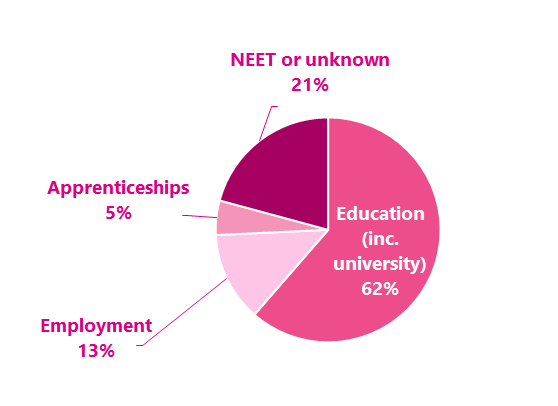 NEET or unknown
21%
Apprenticeships
5%
Education
(inc.
university)
62%
Employment
13%